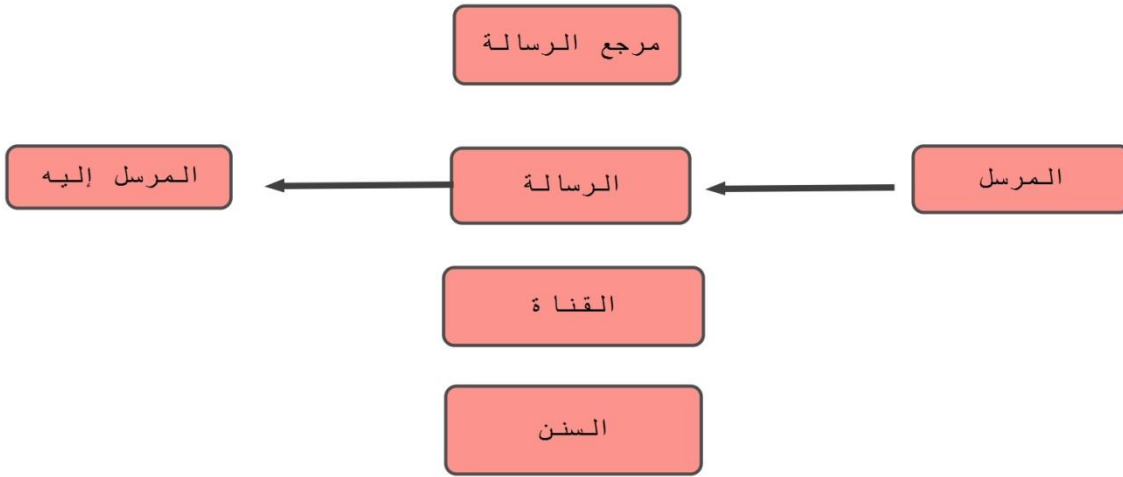 مرجع الرسالة
المرسل
الرسالة
المرسل إليه
القناة
السنن